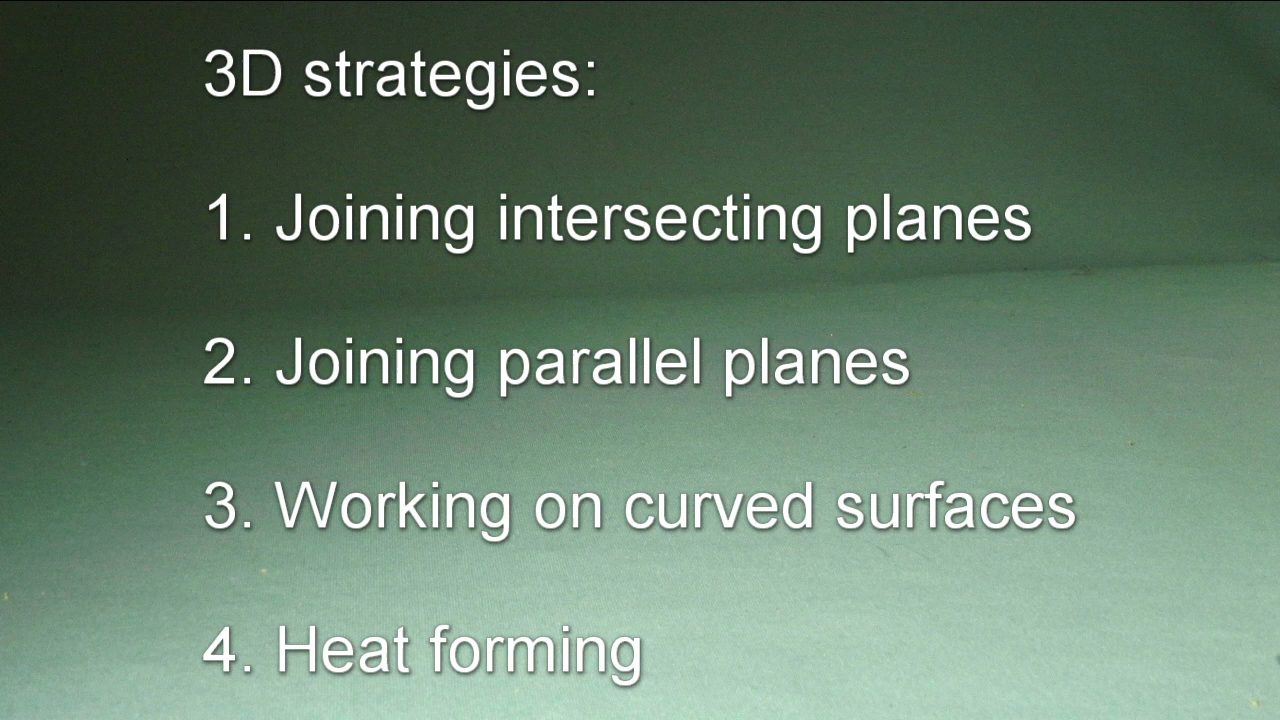 3D strategies:
1. Joining intersecting planes
2. Joining parallel planes
3. Working on curved surfaces
4. Heat forming